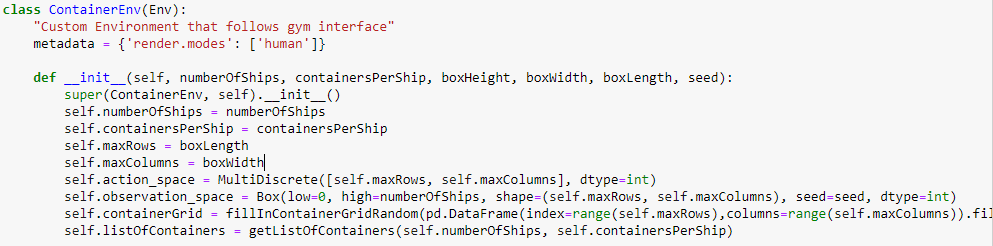 class ContainerEnv(Env):
"Custom Environment that follows gym interface"
metadata = {'render.modes': ['human']}
def __init__(self, numberOfShips, containersPerShip, boxHeight, boxWidth, boxLength, seed):
super(ContainerEnv, self).__init__()
self.numberOfShips = numberOfShips
self.containersPerShip = containersPerShip
self.maxRows = boxLength
self.maxColumns = boxWidth
self.action_space = MultiDiscrete([self.maxRows, self.maxColumns], dtype=int)
self.observation_space = Box(low=0, high=numberOfShips, shape=(self.maxRows, self.maxColumns), seed=seed, dtype=int)
self.containerGrid = fillInContainerGridRandom(pd.DataFrame(index=range(self.maxRows),columns=range(self.maxColumns)).fil
self.listOfContainers = getListOfContainers(self.numberOfShips, self.containersPerShip)